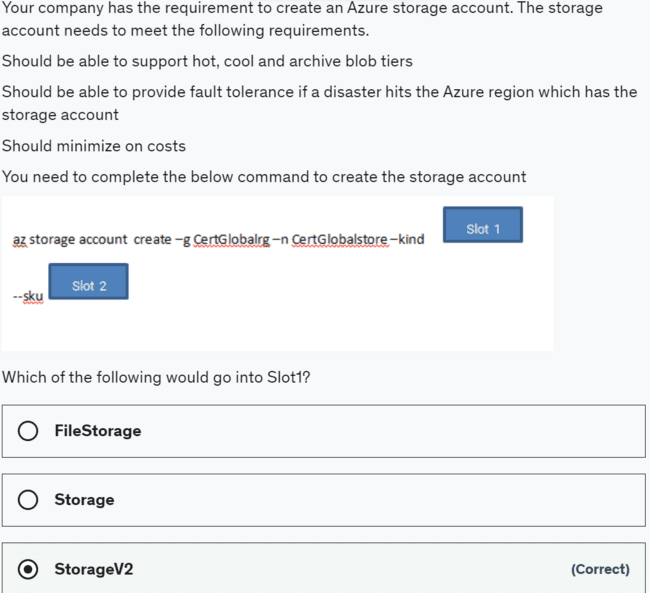 Your company has the requirement to create an Azure storage account. The storage
account needs to meet the following requirements.
Should be able to support hot, cool and archive blob tiers
Should be able to provide fault tolerance if a disaster hits the Azure region which has the
storage account
Should minimize on costs
You need to complete the below command to create the storage account
az storage account create –g CertGlobalrg –n CertGlobalstore –kind Slot 1
--sku Slot 2
Which of the following would go into Slot1?
FileStorage
Storage
StorageV2 (Correct)